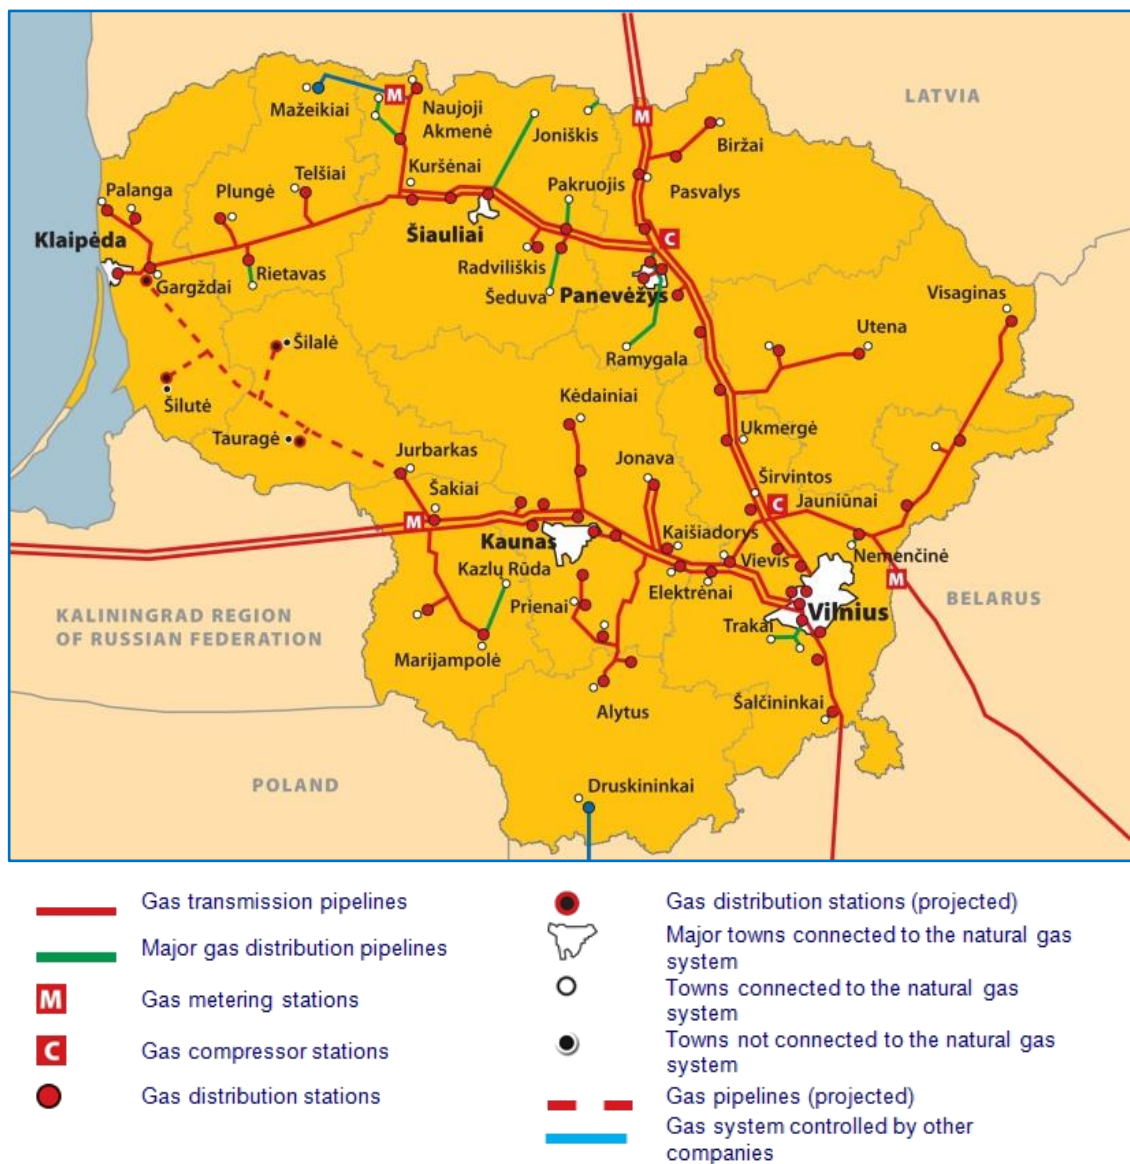 LATVIA
M
Mažeikiai
Naujoji
Akmenė
Joniškis
M
Biržai
Telšiai
Kuršėnai
Palanga
Plungė
Pakruojis
Pasvalys
Klaipėda
Šiauliai
C
Gargždai
Rietavas
Radviliškis
Šeduva
Panevėžys
Visaginas
Šilalė
Ramygala
Utena
Šilutė
Kėdainiai
Tauragė
Ukmergė
Jurbarkas
Jonava
Širvintos
Šakiai
C
Jauniūnai
M
Kaunas
Kaišiadorys
Vievis
Nemenčinė
Kazlų Rūda
M
Elektrėnai
BELARUS
KALININGRAD REGION
OF RUSSIAN FEDERATION
Prienai
Vilnius
Trakai
Marijampolė
Alytus
Šalčininkai
POLAND
Druskininkai
Gas transmission pipelines
Major gas distribution pipelines
M
Gas metering stations
C
Gas compressor stations
Gas distribution stations
Gas distribution stations (projected)
Major towns connected to the natural gas
system
Towns connected to the natural gas
system
Towns not connected to the natural gas
system
Gas pipelines (projected)
Gas system controlled by other
companies